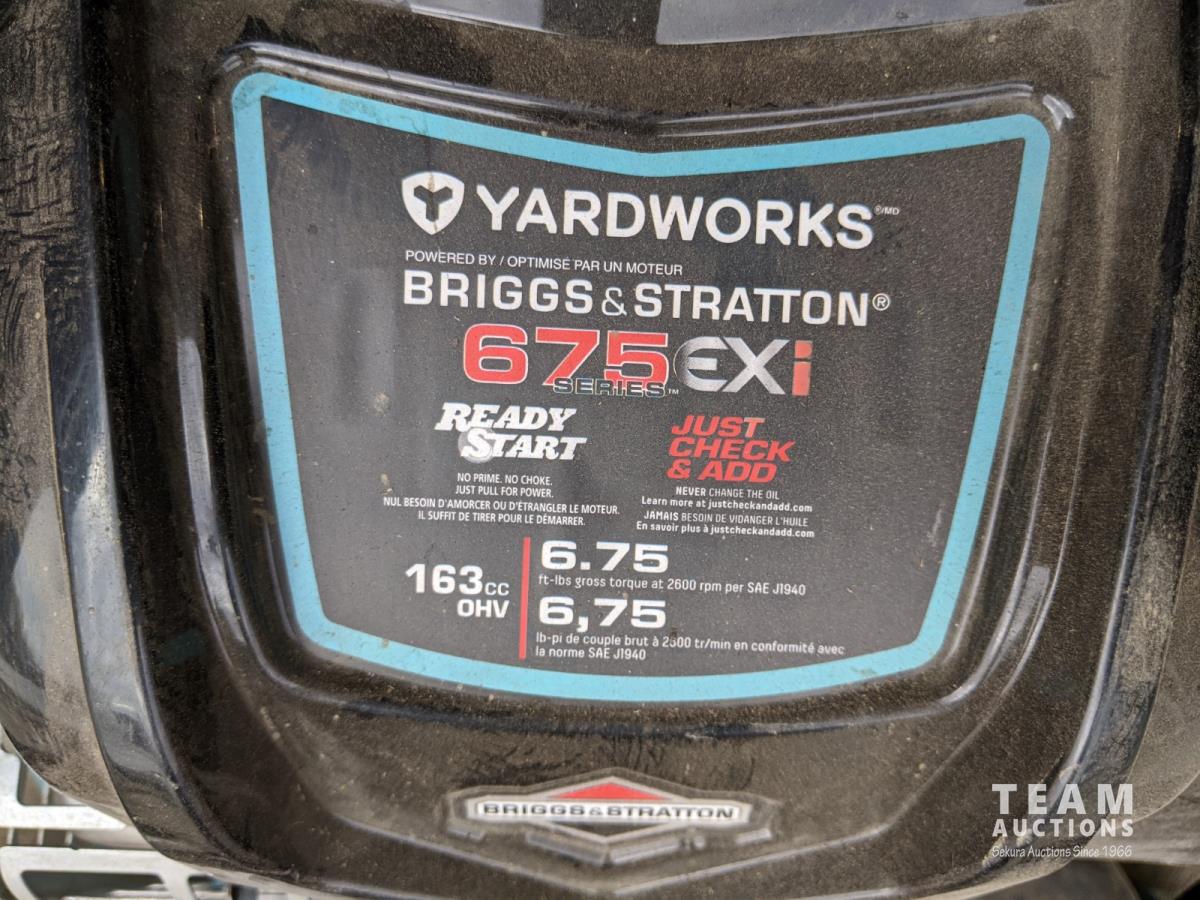 YARDWORKS®/MD
POWERED BY / OPTIMISÉ PAR UN MOTEUR
BRIGGS & STRATTON®
675 EXi
SERIES™
READY
START
NO PRIME. NO CHOKE.
JUST PULL FOR POWER.
NUL BESOIN D'AMORCER OU D'ÉTRANGLER LE MOTEUR.
IL SUFFIT DE TIRER POUR LE DÉMARRER.
JUST
CHECK
& ADD
NEVER CHANGE THE OIL
Learn more at justcheckandadd.com
JAMAIS BESOIN DE VIDANGER L'HUILE
En savoir plus à justcheckandadd.com
163cc
OHV
6.75
ft-lbs gross torque at 2600 rpm per SAE J1940
6,75
lb-pi de couple brut à 2600 tr/min en conformité avec
la norme SAE J1940
BRIGGS&STRATTON
TEAM
AUCTIONS
Sekura Auctions Since 1966